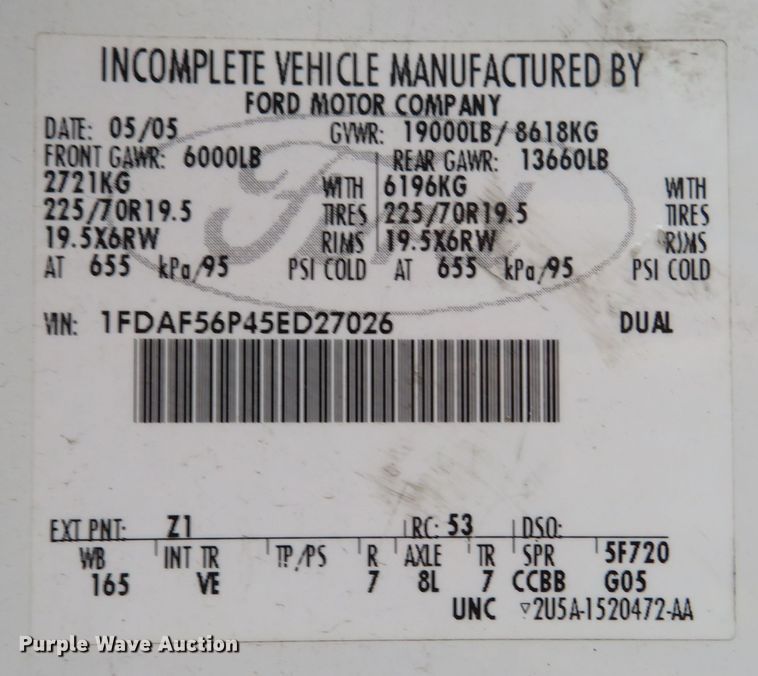 INCOMPLETE VEHICLE MANUFACTURED BY
FORD MOTOR COMPANY
DATE: 05/05 GVWR: 19000LB/ 8618KG
FRONT GAWR: 6000LB REAR GAWR: 13660LB
2721KG WITH 6196KG WITH
225/70R19.5 TIRES 225/70R19.5 TIRES
19.5X6RW RIMS 19.5X6RW RIMS
AT 655 kPa/95 PSI COLD AT 655 kPa/95 PSI COLD
VIN: 1FDAF56P45ED27026 DUAL
EXT PNT: Z1 RC: 53 DSO:
WB INT TR TP/PS R AXLE TR SPR 5F720
165 VE 7 8L 7 CCBB G05
UNC ▽2U5A-1520472-AA
Ford
Purple Wave Auction